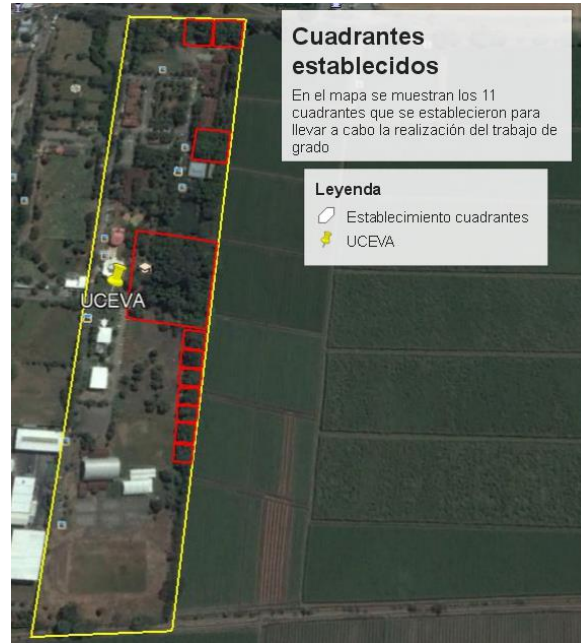 Cuadrantes
establecidos
En el mapa se muestran los 11
cuadrantes que se establecieron para
llevar a cabo la realización del trabajo de
grado
Leyenda
Establecimiento cuadrantes
UCEVA
UCEVA